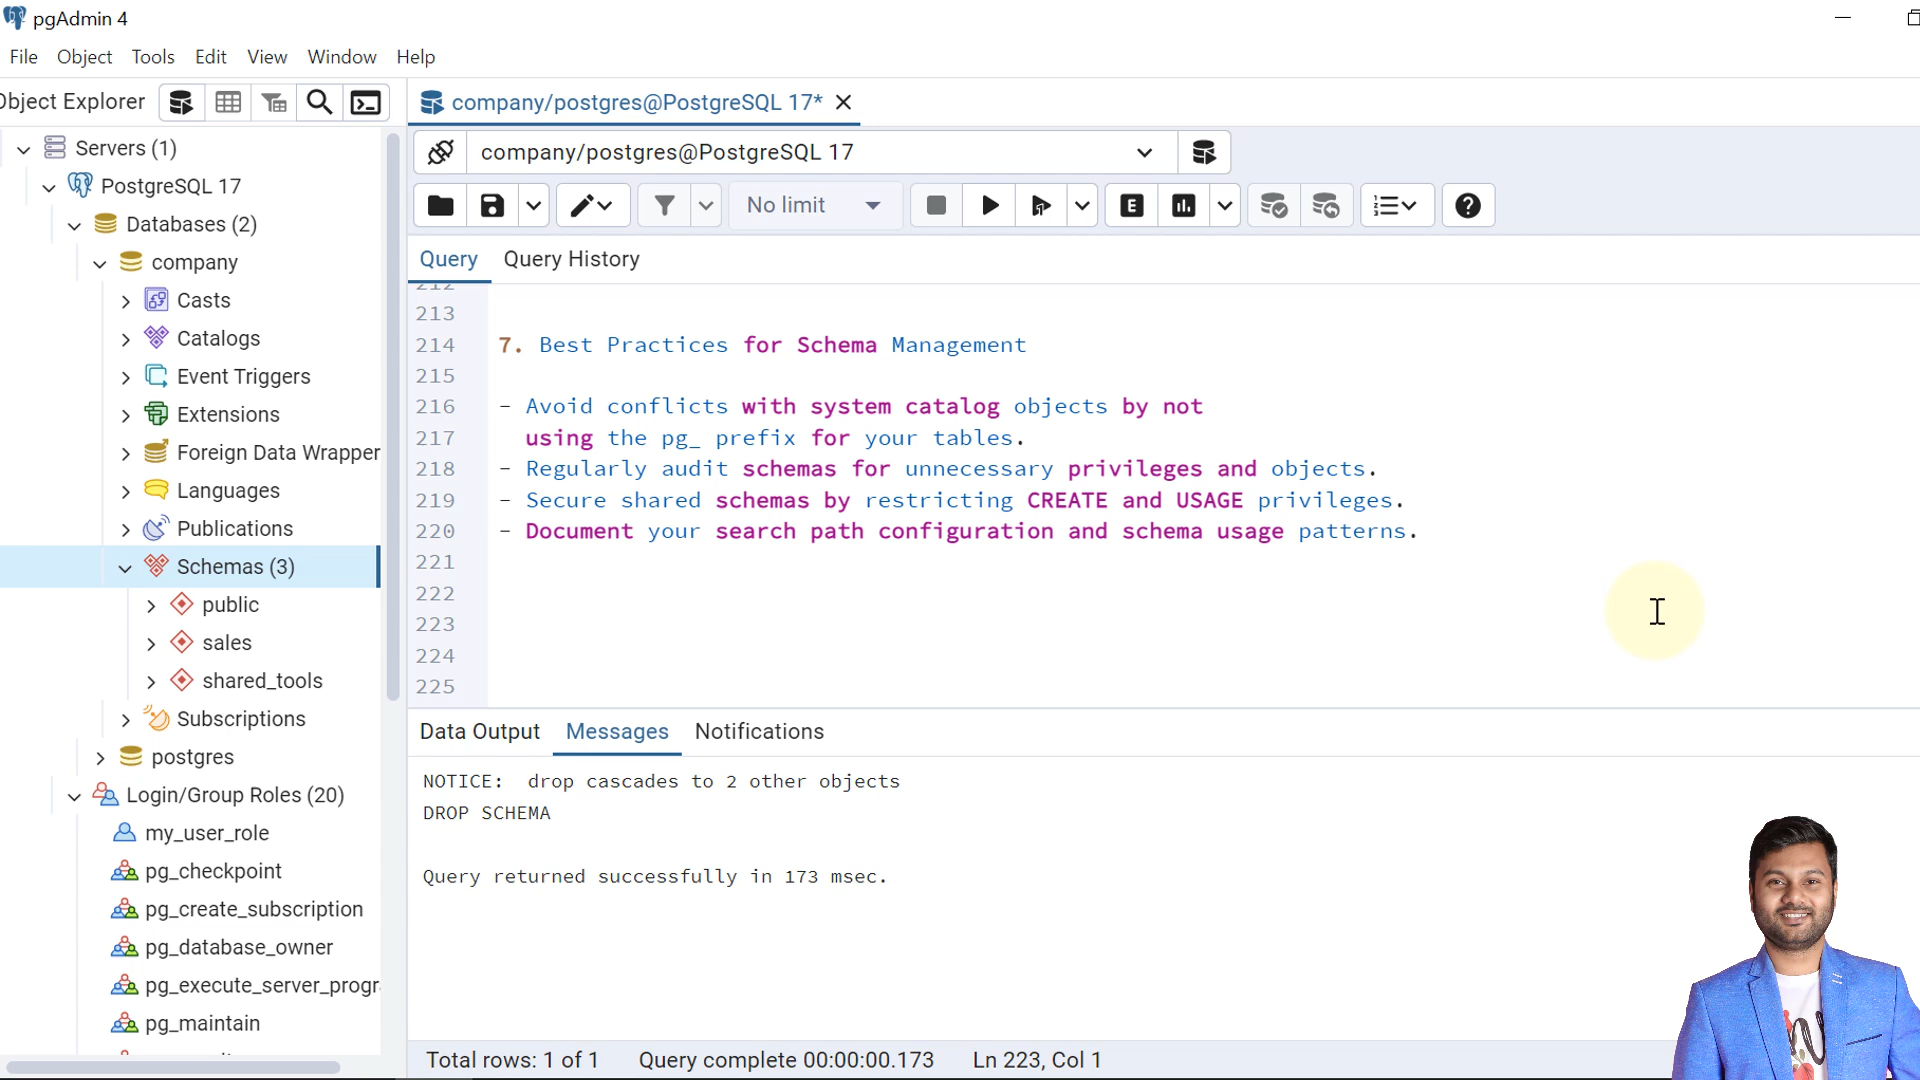 pgAdmin 4
File Object Tools Edit View Window Help
Object Explorer
Servers (1)
PostgreSQL 17
Databases (2)
company
Casts
Catalogs
Event Triggers
Extensions
Foreign Data Wrapper
Languages
Publications
Schemas (3)
public
sales
shared_tools
Subscriptions
postgres
Login/Group Roles (20)
my_user_role
pg_checkpoint
pg_create_subscription
pg_database_owner
pg_execute_server_progr
pg_maintain
company/postgres@PostgreSQL 17*
company/postgres@PostgreSQL 17
No limit
E
Query Query History
212
213
214 7. Best Practices for Schema Management
215
216 - Avoid conflicts with system catalog objects by not
217 using the pg_ prefix for your tables.
218 - Regularly audit schemas for unnecessary privileges and objects.
219 - Secure shared schemas by restricting CREATE and USAGE privileges.
220 - Document your search path configuration and schema usage patterns.
221
222
223
224
225
Data Output Messages Notifications
NOTICE:  drop cascades to 2 other objects
DROP SCHEMA
Query returned successfully in 173 msec.
Total rows: 1 of 1 Query complete 00:00:00.173 Ln 223, Col 1